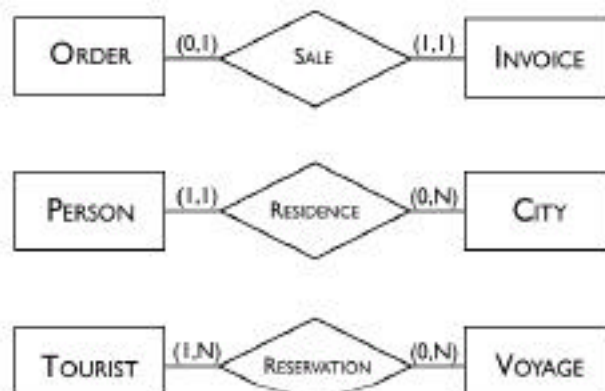 ORDER (0,1) SALE (1,1) INVOICE
PERSON (1,1) RESIDENCE (0,N) CITY
TOURIST (1,N) RESERVATION (0,N) VOYAGE